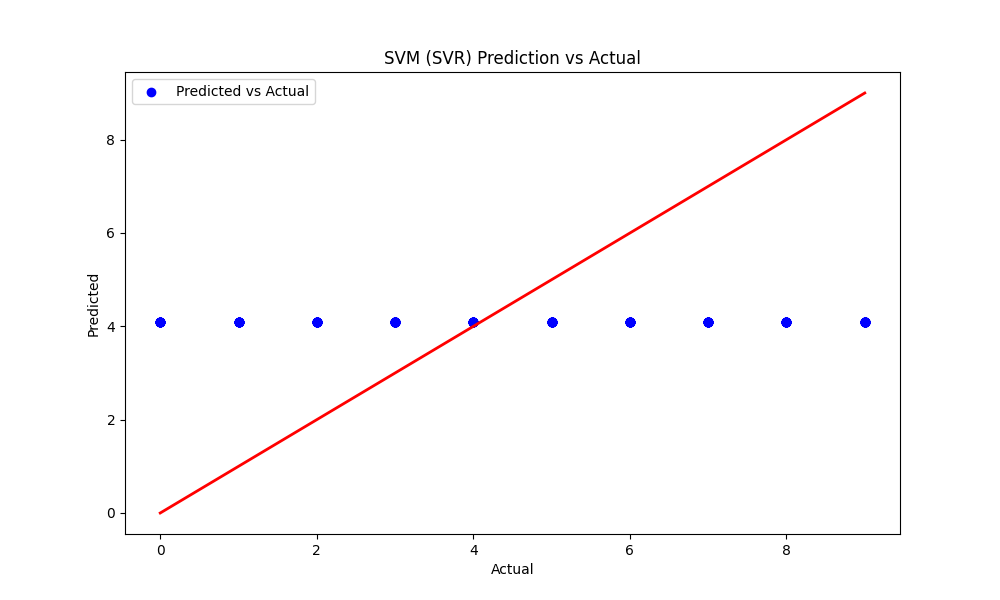 SVM (SVR) Prediction vs Actual
Predicted vs Actual
8
6
4
2
0
Predicted
0 2 4 6 8
Actual